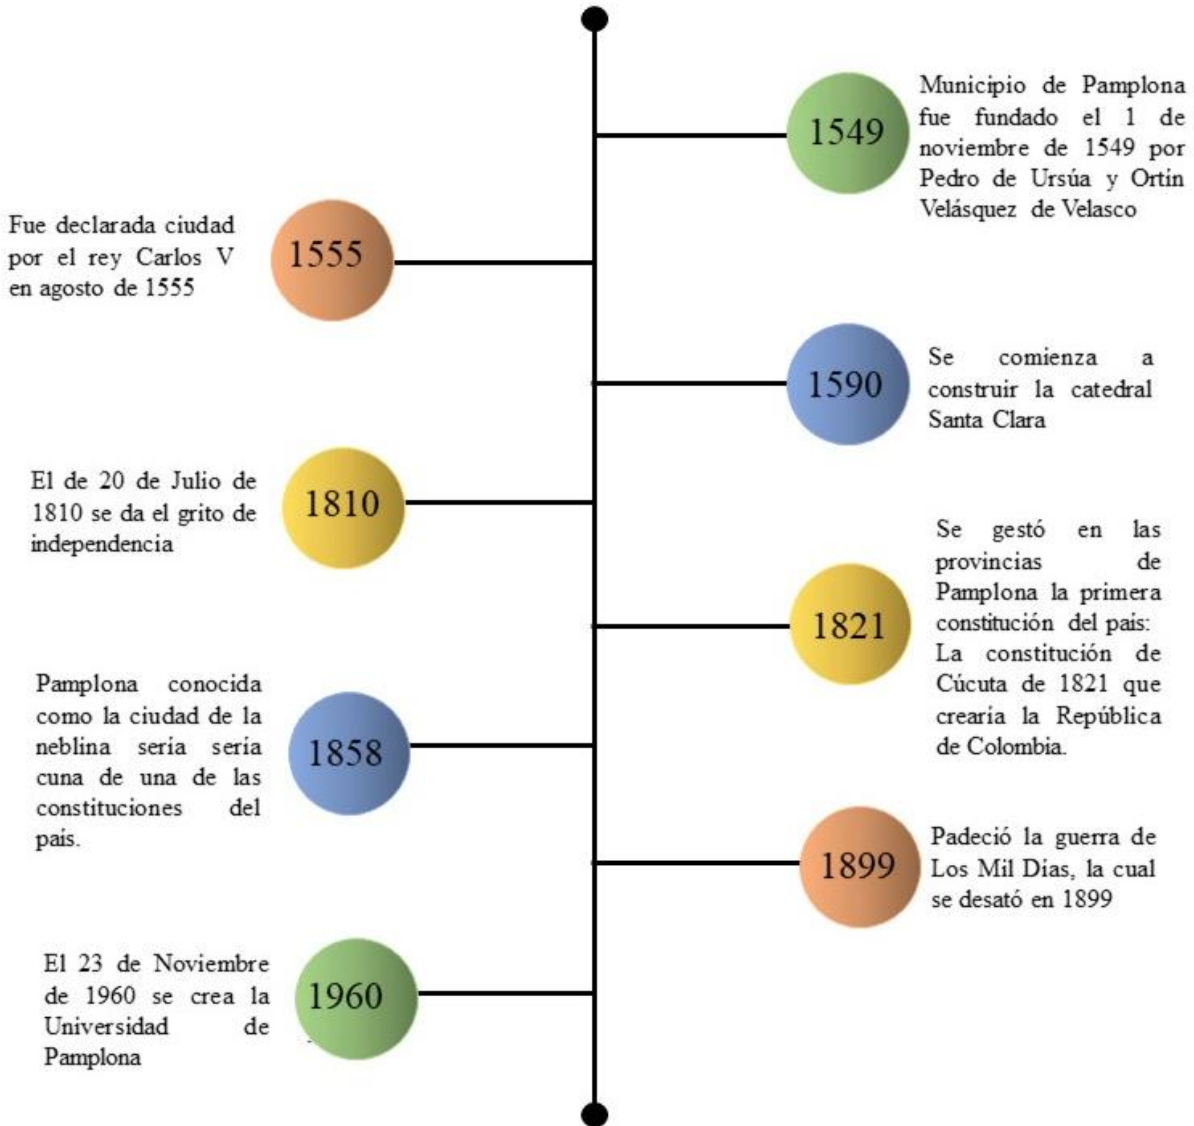 1549
Municipio de Pamplona
fue fundado el 1 de
noviembre de 1549 por
Pedro de Ursúa y Ortín
Velásquez de Velasco
Fue declarada ciudad
por el rey Carlos V
en agosto de 1555
1555
1590
Se comienza a
construir la catedral
Santa Clara
El de 20 de Julio de
1810 se da el grito de
independencia
1810
1821
Se gestó en las
provincias de
Pamplona la primera
constitución del país:
La constitución de
Cúcuta de 1821 que
crearía la República
de Colombia.
Pamplona conocida
como la ciudad de la
neblina sería sería
cuna de una de las
constituciones del
país.
1858
1899
Padeció la guerra de
Los Mil Días, la cual
se desató en 1899
El 23 de Noviembre
de 1960 se crea la
Universidad de
Pamplona
1960